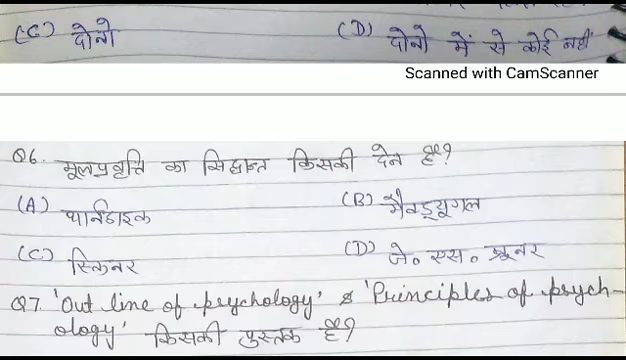 (C) दोनो (D) दोनो में से कोई नहीं
Scanned with CamScanner
Q6. मूलप्रवृत्ति का सिद्धान्त किसकी देन है?
(A) थार्नडाइक (B) मैक्ड्यूगल
(C) स्किनर (D) जे० एस० ब्रूनर
Q7. 'Out line of psychology' & 'Principles of psych-
ology' किसकी पुस्तक है?